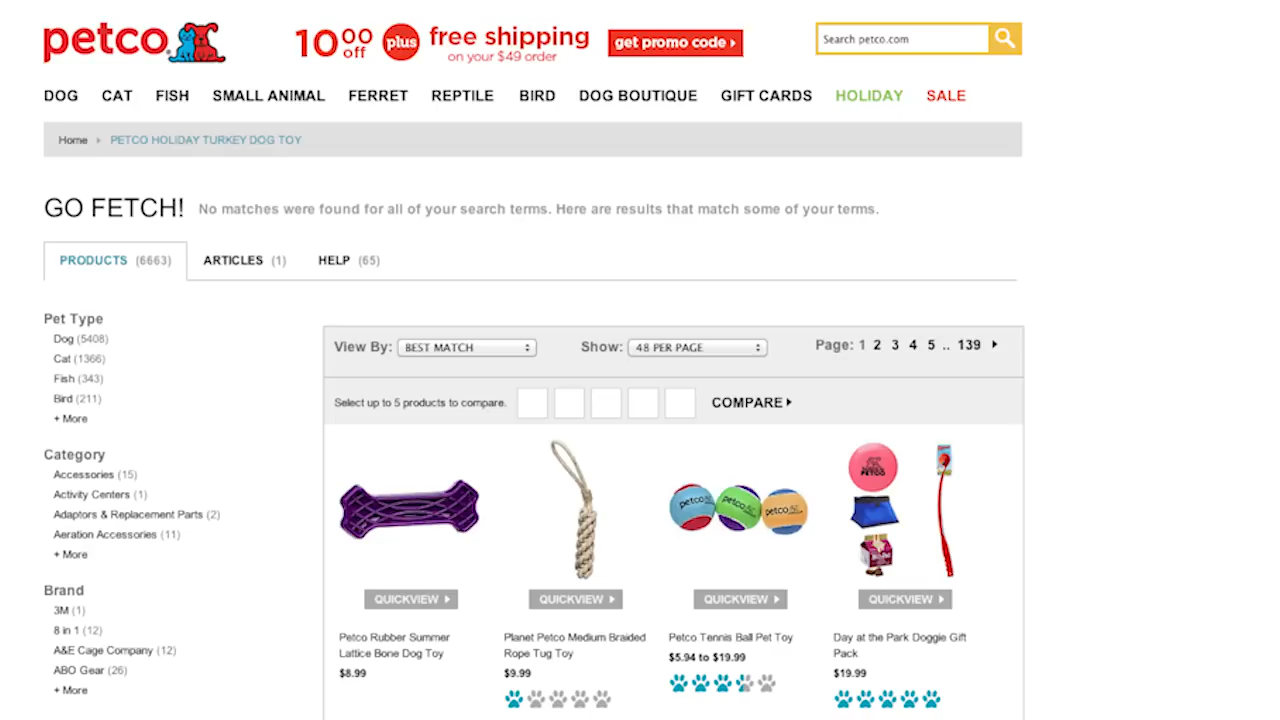 petco
10 00 off plus free shipping on your $49 order get promo code
Search petco.com
DOG CAT FISH SMALL ANIMAL FERRET REPTILE BIRD DOG BOUTIQUE GIFT CARDS HOLIDAY SALE
Home PETCO HOLIDAY TURKEY DOG TOY
GO FETCH! No matches were found for all of your search terms. Here are results that match some of your terms.
PRODUCTS (6663) ARTICLES (1) HELP (65)
Pet Type
Dog (5408)
Cat (1366)
Fish (343)
Bird (211)
+ More
Category
Accessories (15)
Activity Centers (1)
Adaptors & Replacement Parts (2)
Aeration Accessories (11)
+ More
Brand
3M (1)
8 in 1 (12)
A&E Cage Company (12)
ABO Gear (26)
+ More
View By: BEST MATCH Show: 48 PER PAGE Page: 1 2 3 4 5 .. 139
Select up to 5 products to compare. COMPARE
petco petco petco PETCO
QUICKVIEW QUICKVIEW QUICKVIEW QUICKVIEW
Petco Rubber Summer
Lattice Bone Dog Toy
$8.99
Planet Petco Medium Braided
Rope Tug Toy
$9.99
Petco Tennis Ball Pet Toy
$5.94 to $19.99
Day at the Park Doggie Gift
Pack
$19.99